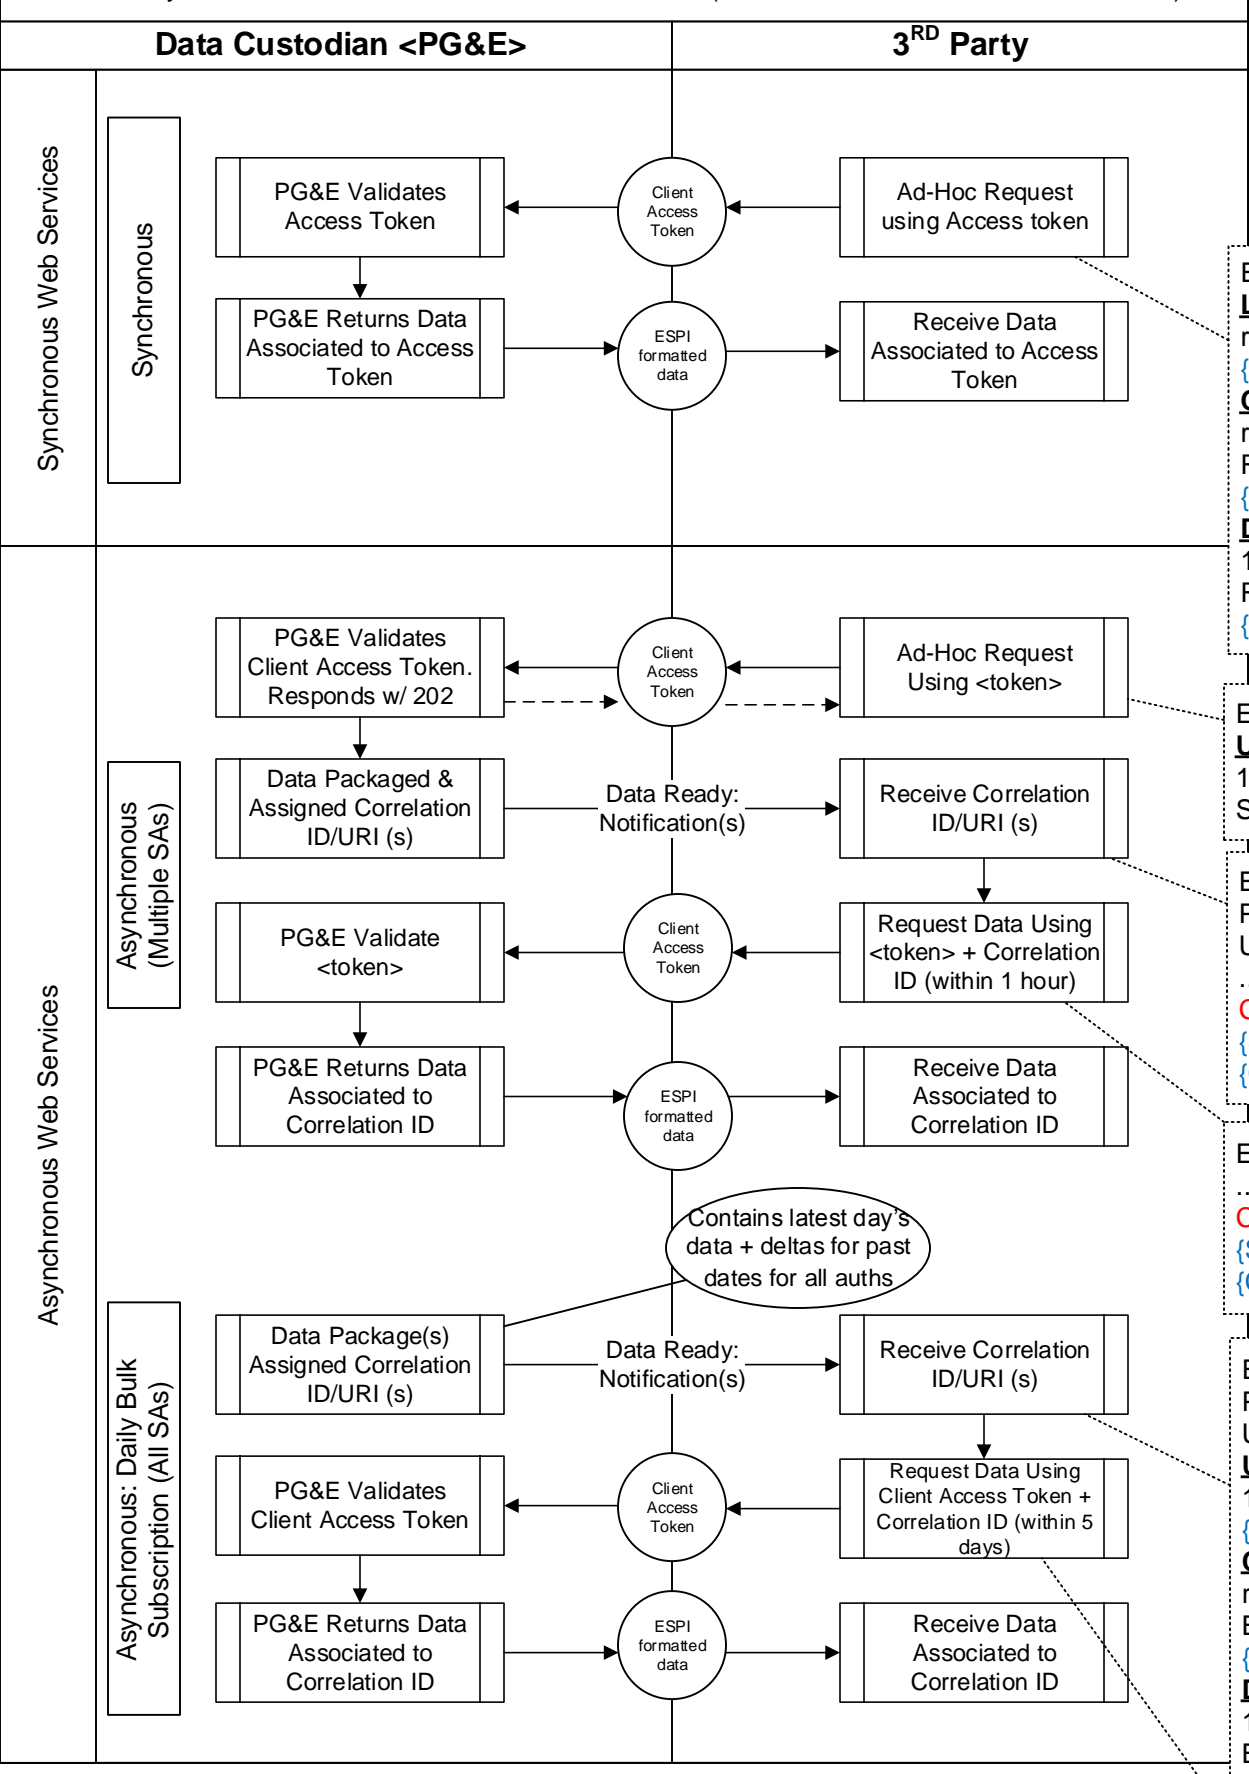 Data Custodian <PG&E>
3RD Party
Synchronous Web Services
Synchronous
PG&E Validates
Access Token
Client
Access
Token
Ad-Hoc Request
using Access token
PG&E Returns Data
Associated to Access
Token
ESPI
formatted
data
Receive Data
Associated to Access
Token
Asynchronous Web Services
Asynchronous
(Multiple SAs)
PG&E Validates
Client Access Token.
Responds w/ 202
Client
Access
Token
Ad-Hoc Request
Using <token>
Data Packaged &
Assigned Correlation
ID/URI (s)
Data Ready:
Notification(s)
Receive Correlation
ID/URI (s)
PG&E Validate
<token>
Client
Access
Token
Request Data Using
<token> + Correlation
ID (within 1 hour)
PG&E Returns Data
Associated to
Correlation ID
ESPI
formatted
data
Receive Data
Associated to
Correlation ID
Contains latest day's
data + deltas for past
dates for all auths
Asynchronous: Daily Bulk
Subscription (All SAs)
Data Package(s)
Assigned Correlation
ID/URI (s)
Data Ready:
Notification(s)
Receive Correlation
ID/URI (s)
PG&E Validates
Client Access Token
Client
Access
Token
Request Data Using
Client Access Token +
Correlation ID (within 5
days)
PG&E Returns Data
Associated to
Correlation ID
ESPI
formatted
data
Receive Data
Associated to
Correlation ID